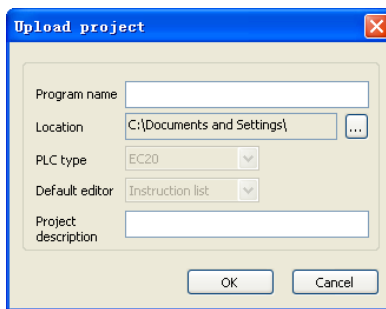 Upload project
Program name
Location C:\Documents and Settings\ ...
PLC type EC20
Default editor Instruction list
Project
description
OK Cancel